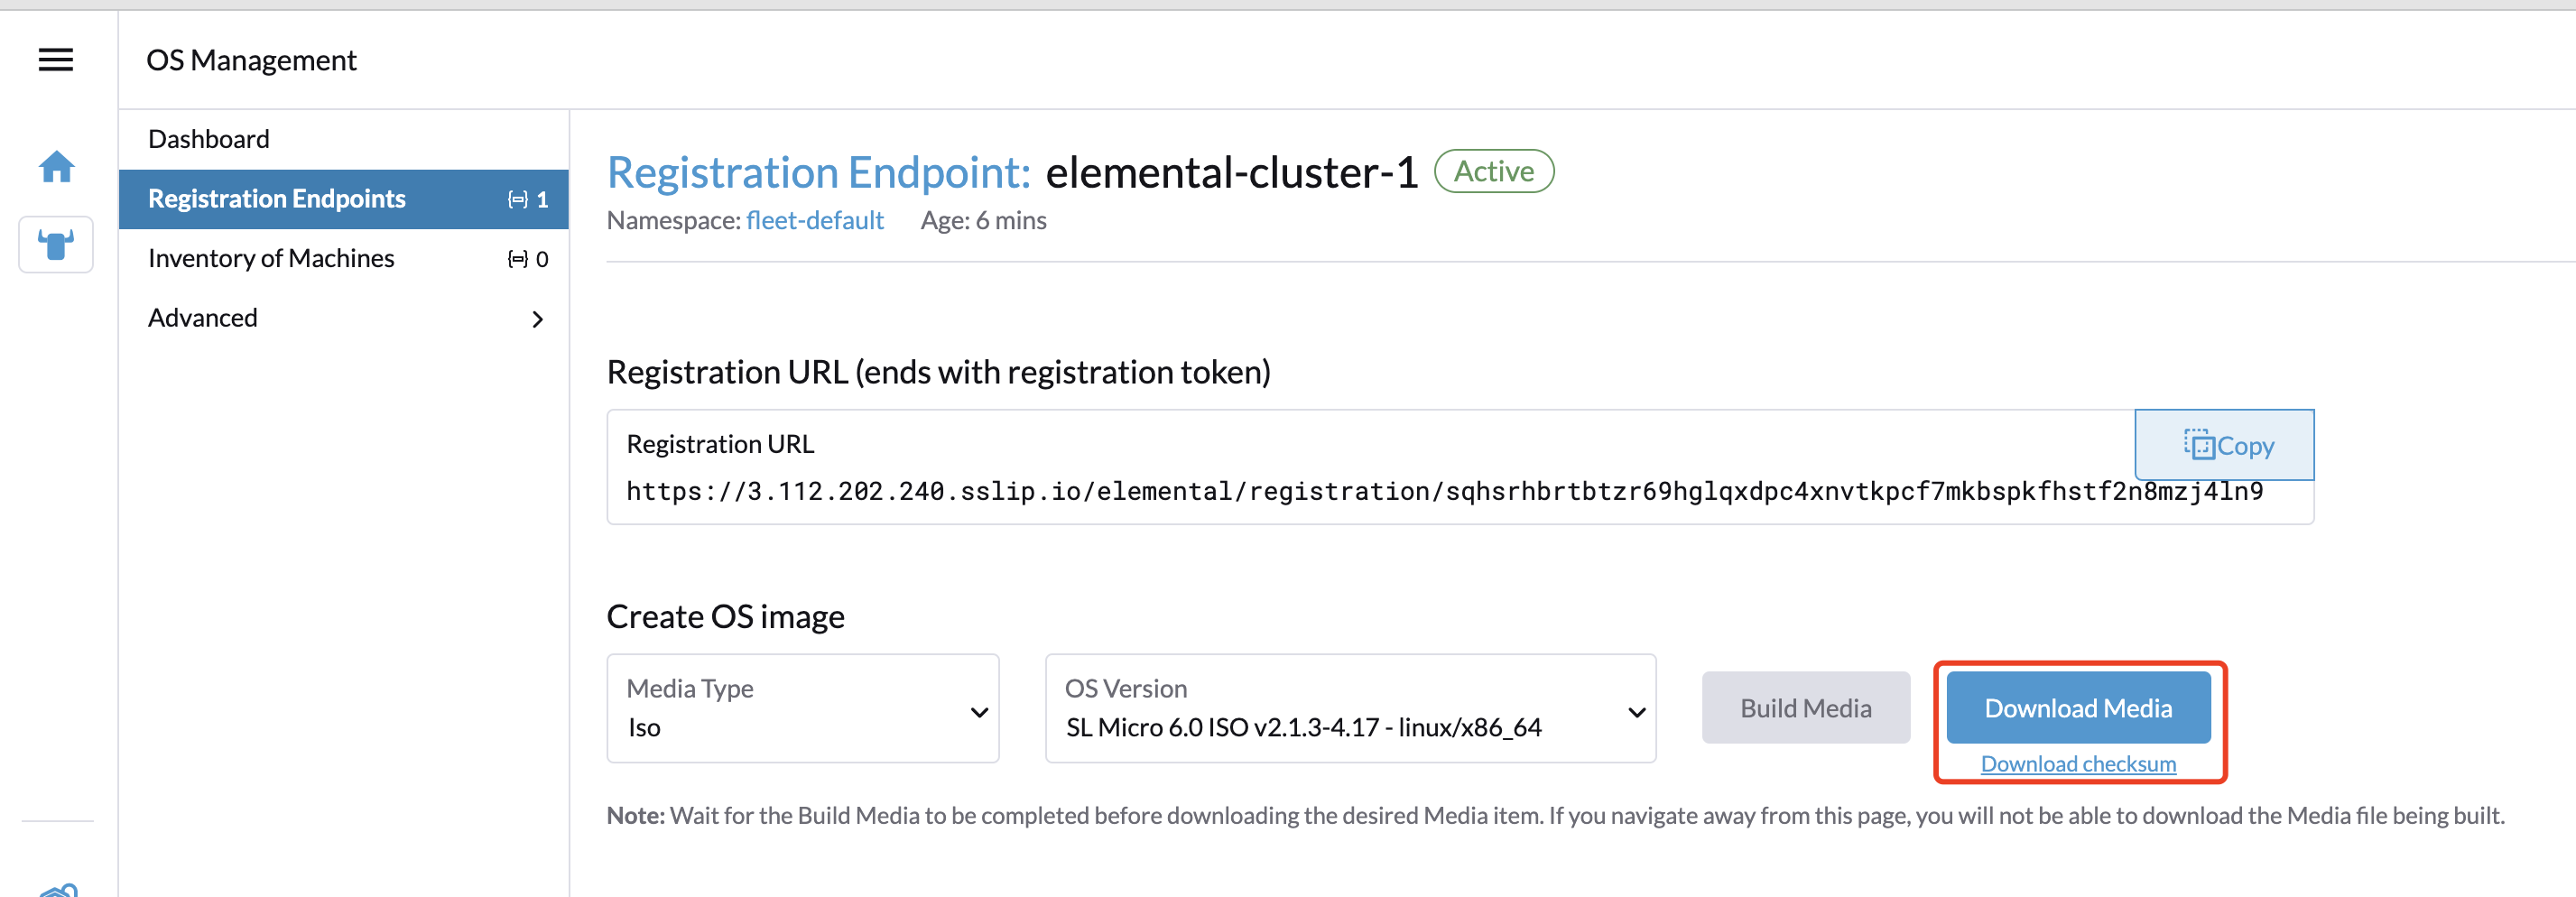 OS Management
Dashboard
Registration Endpoints 1
Inventory of Machines 0
Advanced
Registration Endpoint: elemental-cluster-1 Active
Namespace: fleet-default Age: 6 mins
Registration URL (ends with registration token)
Registration URL
Copy
https://3.112.202.240.sslip.io/elemental/registration/sqhsrhbrtbtzr69hglqxdpc4xnvtkpcf7mkbspkfhstf2n8mzj4ln9
Create OS image
Media Type
Iso
OS Version
SL Micro 6.0 ISO v2.1.3-4.17 - linux/x86_64
Build Media
Download Media
Download checksum
Note: Wait for the Build Media to be completed before downloading the desired Media item. If you navigate away from this page, you will not be able to download the Media file being built.